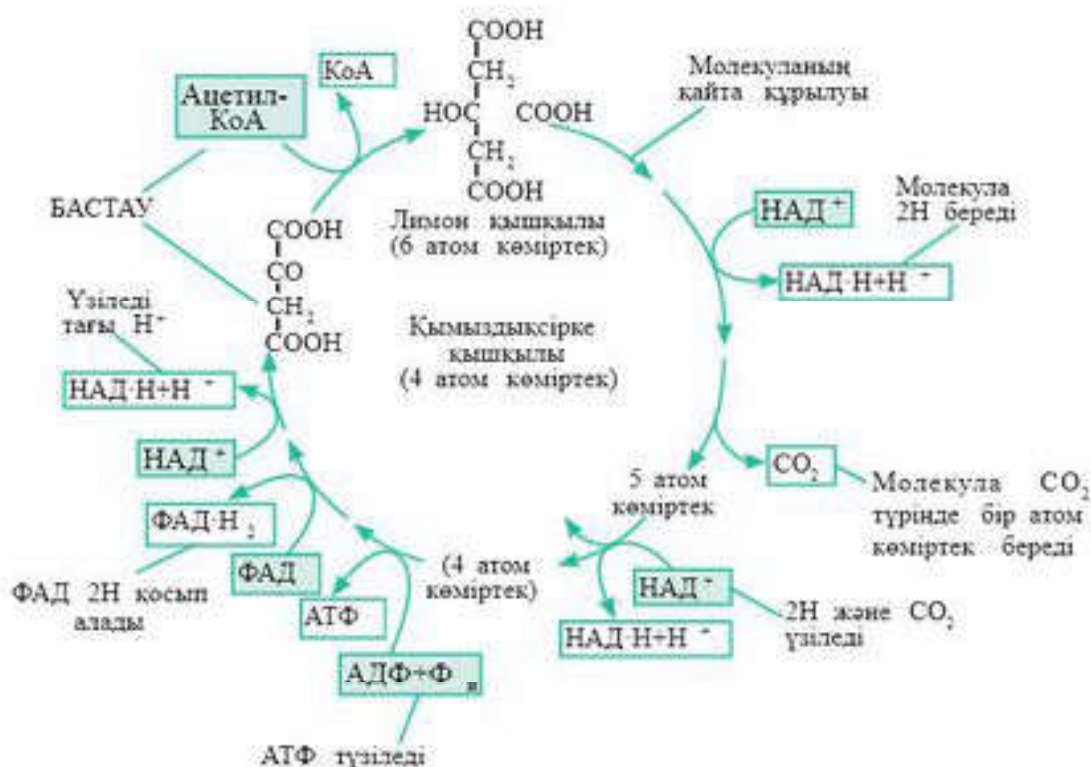 COOH
CH₂
HOC COOH
CH₂
COOH
Лимон қышқылы
(6 атом көміртек)
КоА
Ацетил-
КоА
БАСТАУ
Молекуланың
қайта құрылуы
НАД⁺
Молекула
2Н береді
НАД·Н+Н⁺
COOH
CO
CH₂
COOH
Қымыздықсірке
қышқылы
(4 атом көміртек)
Үзіледі
тағы Н⁺
НАД·Н+Н⁺
НАД⁺
ФАД·Н₂
ФАД
ФАД 2Н қосып
алады
5 атом
көміртек
CO₂
Молекула CO₂
түрінде бір атом
көміртек береді
(4 атом
көміртек)
НАД⁺
2Н және CO₂
үзіледі
НАД·Н+Н⁺
АТФ
АДФ+Фн
АТФ түзіледі